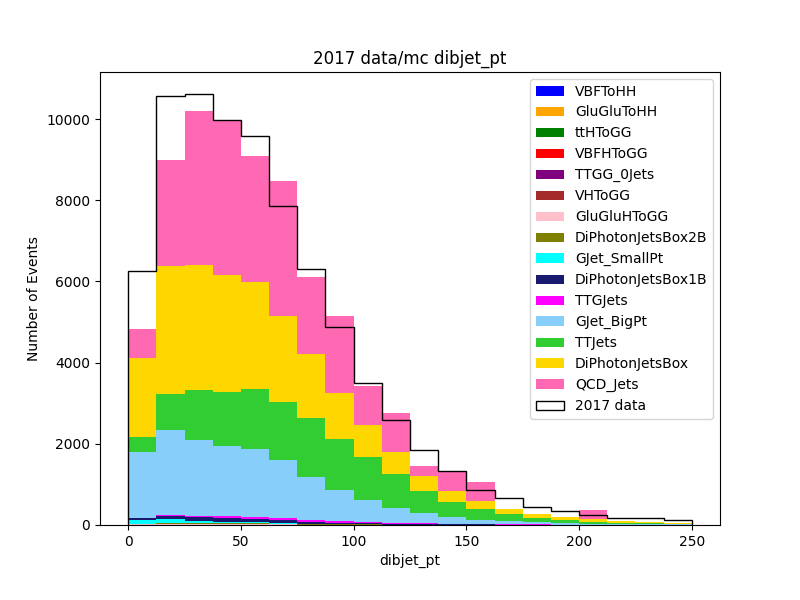 2017 data/mc dibjet_pt
Number of Events
10000
8000
6000
4000
2000
0
0
50
100
150
200
250
dibjet_pt
VBFToHH
GluGluToHH
ttHToGG
VBFHToGG
TTGG_0Jets
VHToGG
GluGluHToGG
DiPhotonJetsBox2B
GJet_SmallPt
DiPhotonJetsBox1B
TTGJets
GJet_BigPt
TTJets
DiPhotonJetsBox
QCD_Jets
2017 data